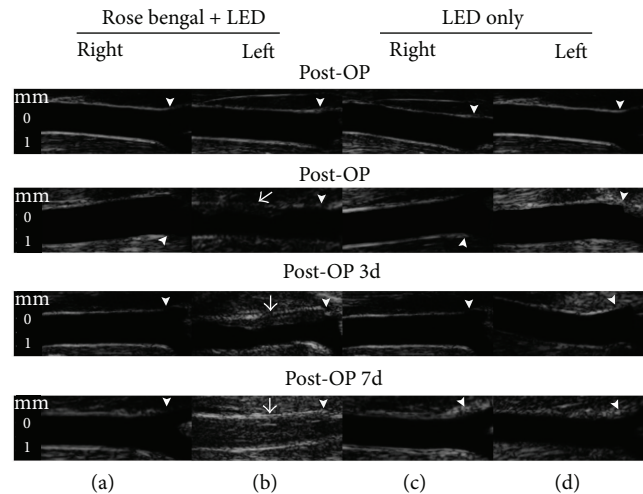 Rose bengal + LED LED only
Right Left Right Left
Post-OP
mm
0
1
Post-OP
mm
0
1
Post-OP 3d
mm
0
1
Post-OP 7d
mm
0
1
(a) (b) (c) (d)